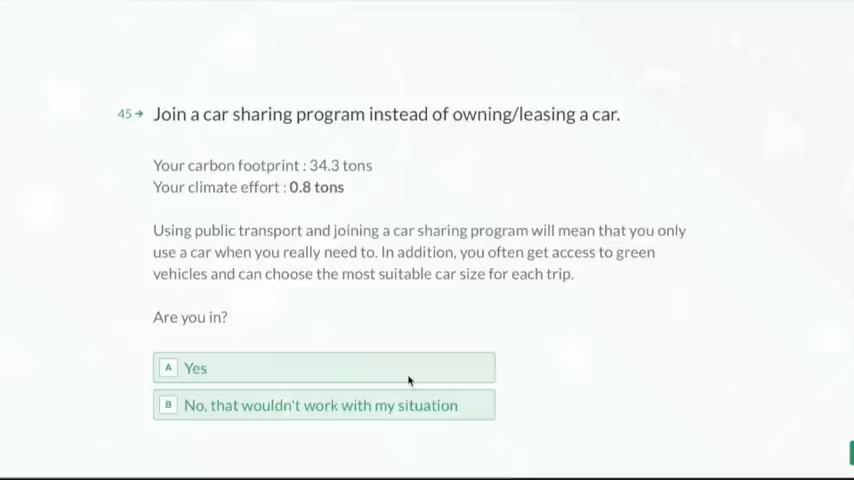 45→ Join a car sharing program instead of owning/leasing a car.
Your carbon footprint : 34.3 tons
Your climate effort : 0.8 tons
Using public transport and joining a car sharing program will mean that you only
use a car when you really need to. In addition, you often get access to green
vehicles and can choose the most suitable car size for each trip.
Are you in?
A Yes
B No, that wouldn't work with my situation